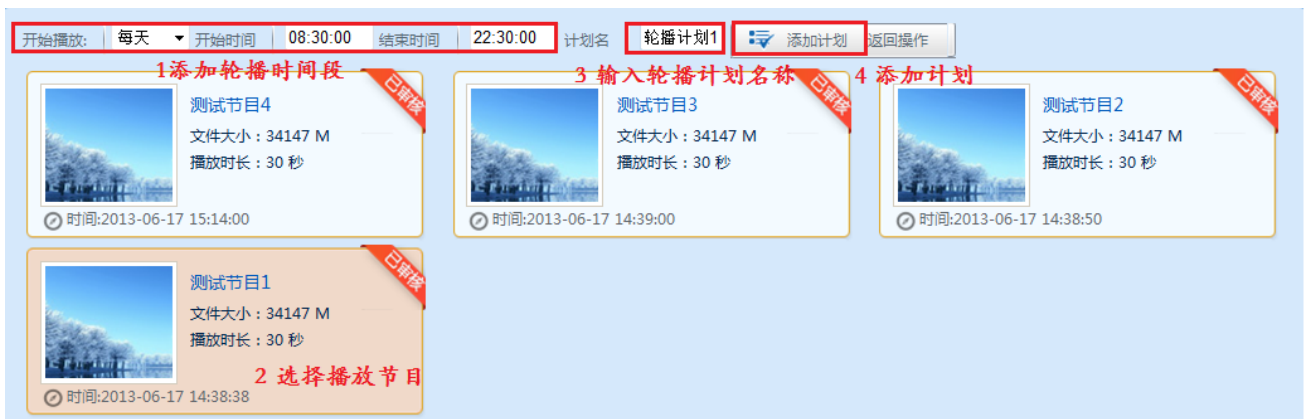 开始播放: 每天 开始时间 08:30:00 结束时间 22:30:00 计划名 轮播计划1 添加计划 返回操作
1添加轮播时间段
3 输入轮播计划名称
4 添加计划
测试节目4
文件大小：34147 M
播放时长：30 秒
时间:2013-06-17 15:14:00
已审核
测试节目3
文件大小：34147 M
播放时长：30 秒
时间:2013-06-17 14:39:00
已审核
测试节目2
文件大小：34147 M
播放时长：30 秒
时间:2013-06-17 14:38:50
已审核
测试节目1
文件大小：34147 M
播放时长：30 秒
2 选择播放节目
时间:2013-06-17 14:38:38
已审核